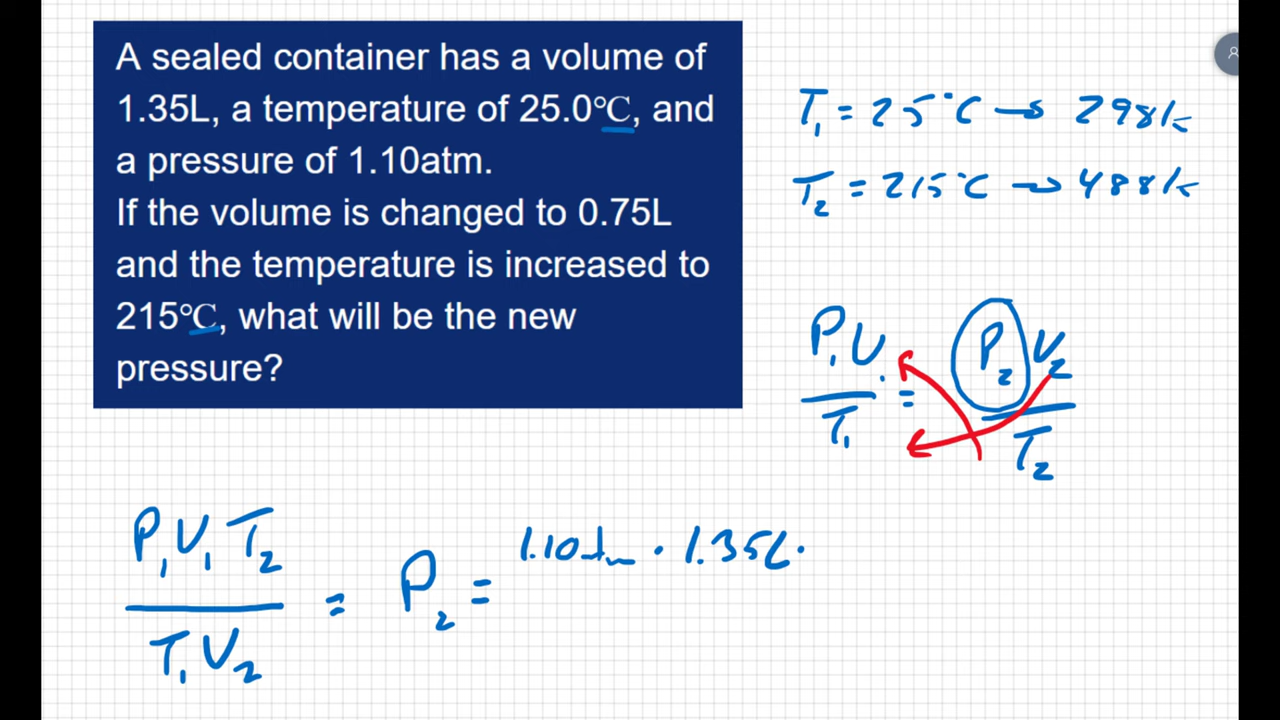 A sealed container has a volume of
1.35L, a temperature of 25.0℃, and
a pressure of 1.10atm.
If the volume is changed to 0.75L
and the temperature is increased to
215℃, what will be the new
pressure?
T₁ = 25°C → 298k
T₂ = 215°C → 488k
P₁V₁/T₁ = P₂V₂/T₂
P₁V₁T₂/T₁V₂ = P₂ = 1.10atm · 1.35L ·